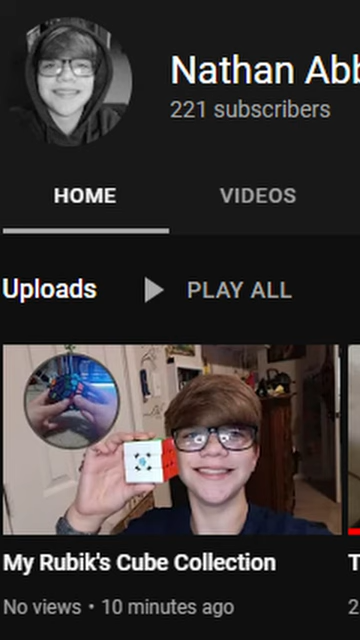 Nathan Abb
221 subscribers
HOME VIDEOS
Uploads PLAY ALL
My Rubik's Cube Collection
No views • 10 minutes ago